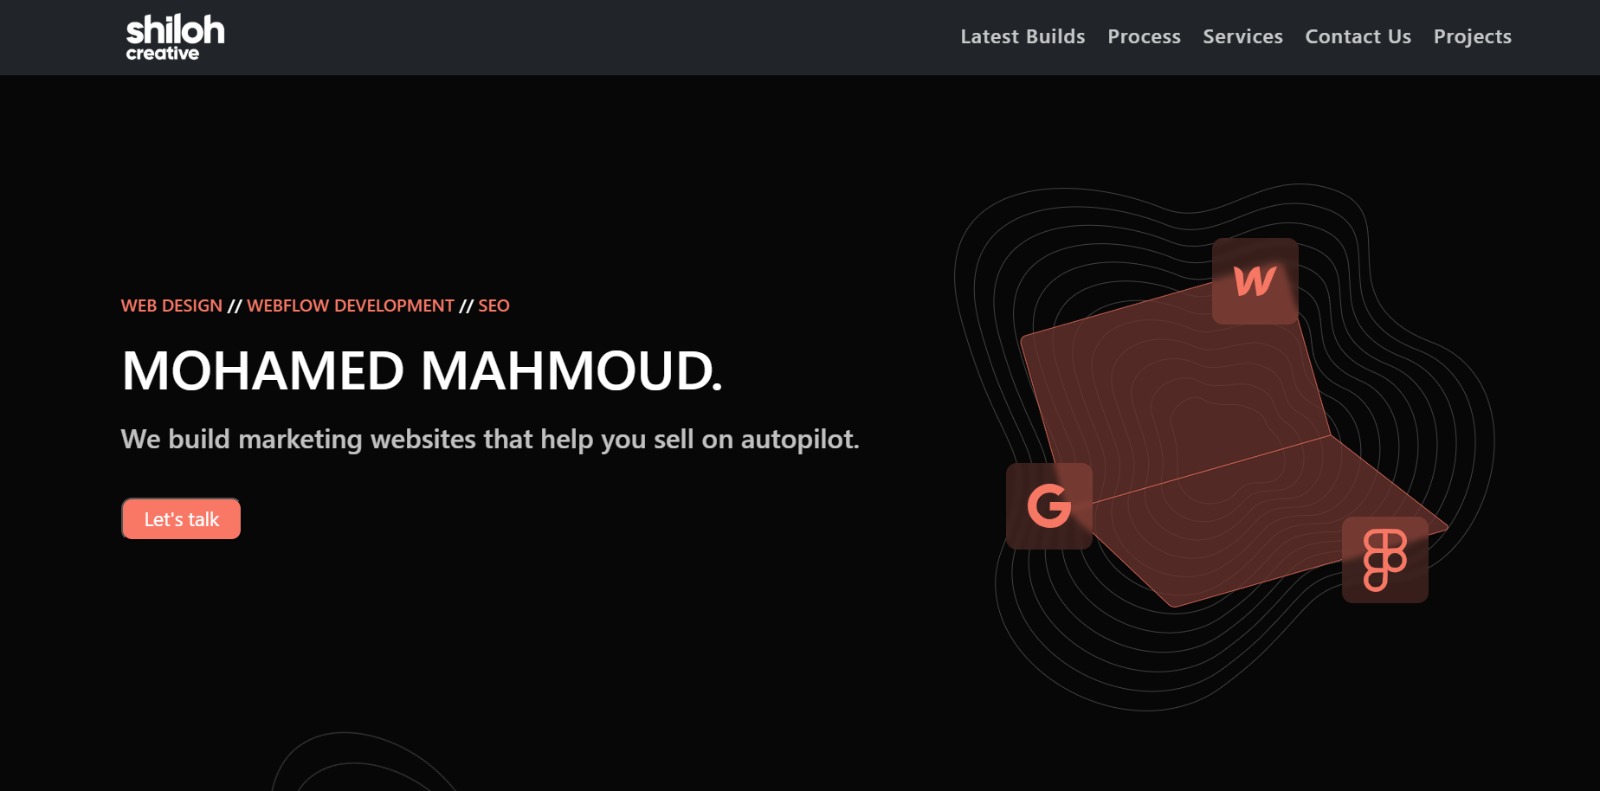 shiloh
creative
Latest Builds Process Services Contact Us Projects
WEB DESIGN // WEBFLOW DEVELOPMENT // SEO
MOHAMED MAHMOUD.
We build marketing websites that help you sell on autopilot.
Let's talk
W
G